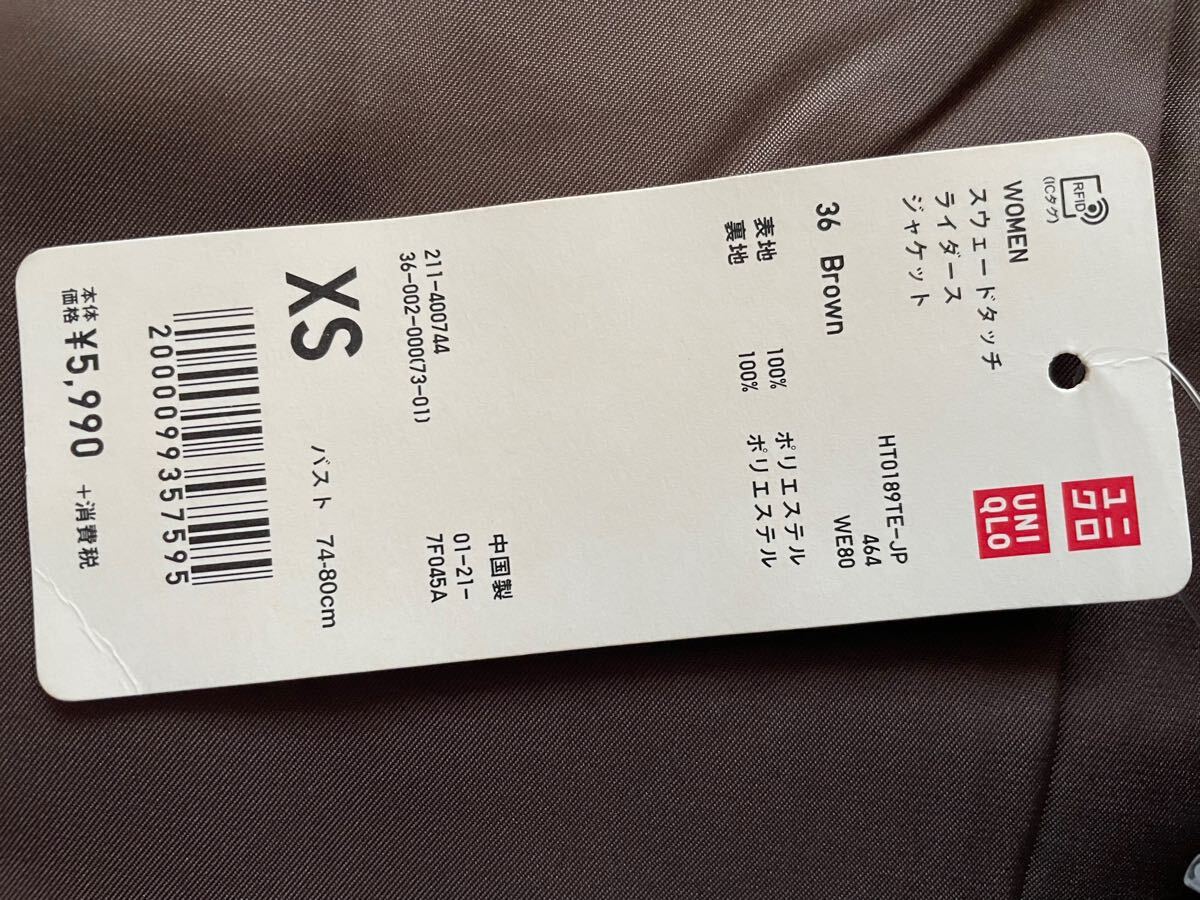 RFID
(ICタグ)
ユニ
クロ
UNI
QLO
WOMEN
スウェードタッチ
ライダース
ジャケット
HT0189TE-JP
464
WE80
36 Brown
表地 100% ポリエステル
裏地 100% ポリエステル
中国製
01-21-
7F045A
211-400744
36-002-000(73-01)
XS
バスト 74-80cm
2000099357595
本体
価格 ¥5,990 +消費税